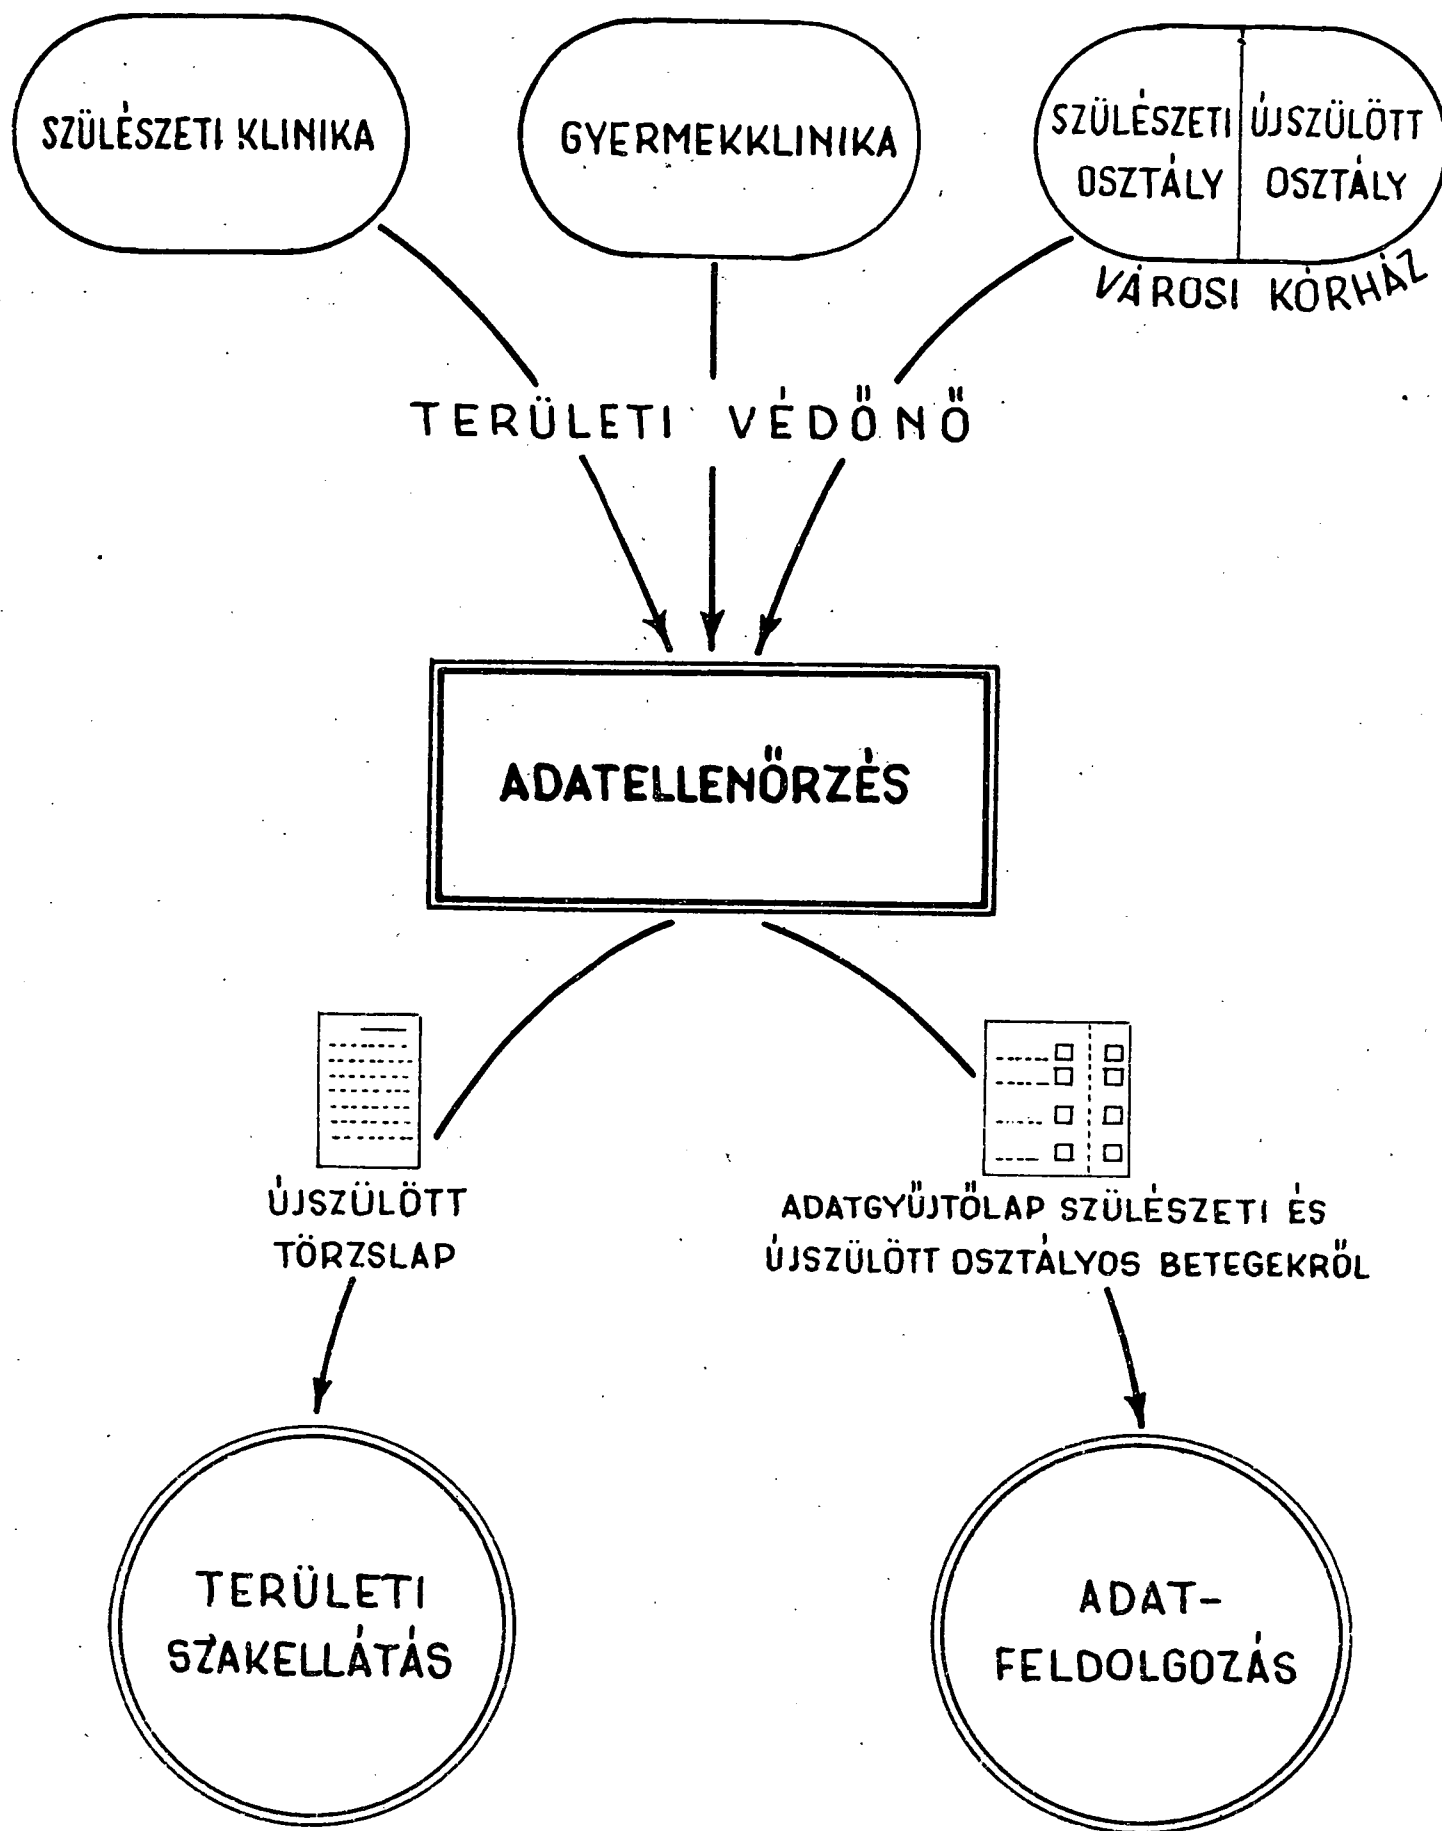 SZÜLÉSZETI KLINIKA
GYERMEKKLINIKA
SZÜLÉSZETI
OSZTÁLY
ÚJSZÜLÖTT
OSZTÁLY
VÁROSI KÓRHÁZ
TERÜLETI VÉDŐNŐ
ADATELLENŐRZÉS
ÚJSZÜLÖTT
TÖRZSLAP
ADATGYŰJTŐLAP SZÜLÉSZETI ÉS
ÚJSZÜLÖTT OSZTÁLYOS BETEGEKRŐL
TERÜLETI
SZAKELLÁTÁS
ADAT-
FELDOLGOZÁS